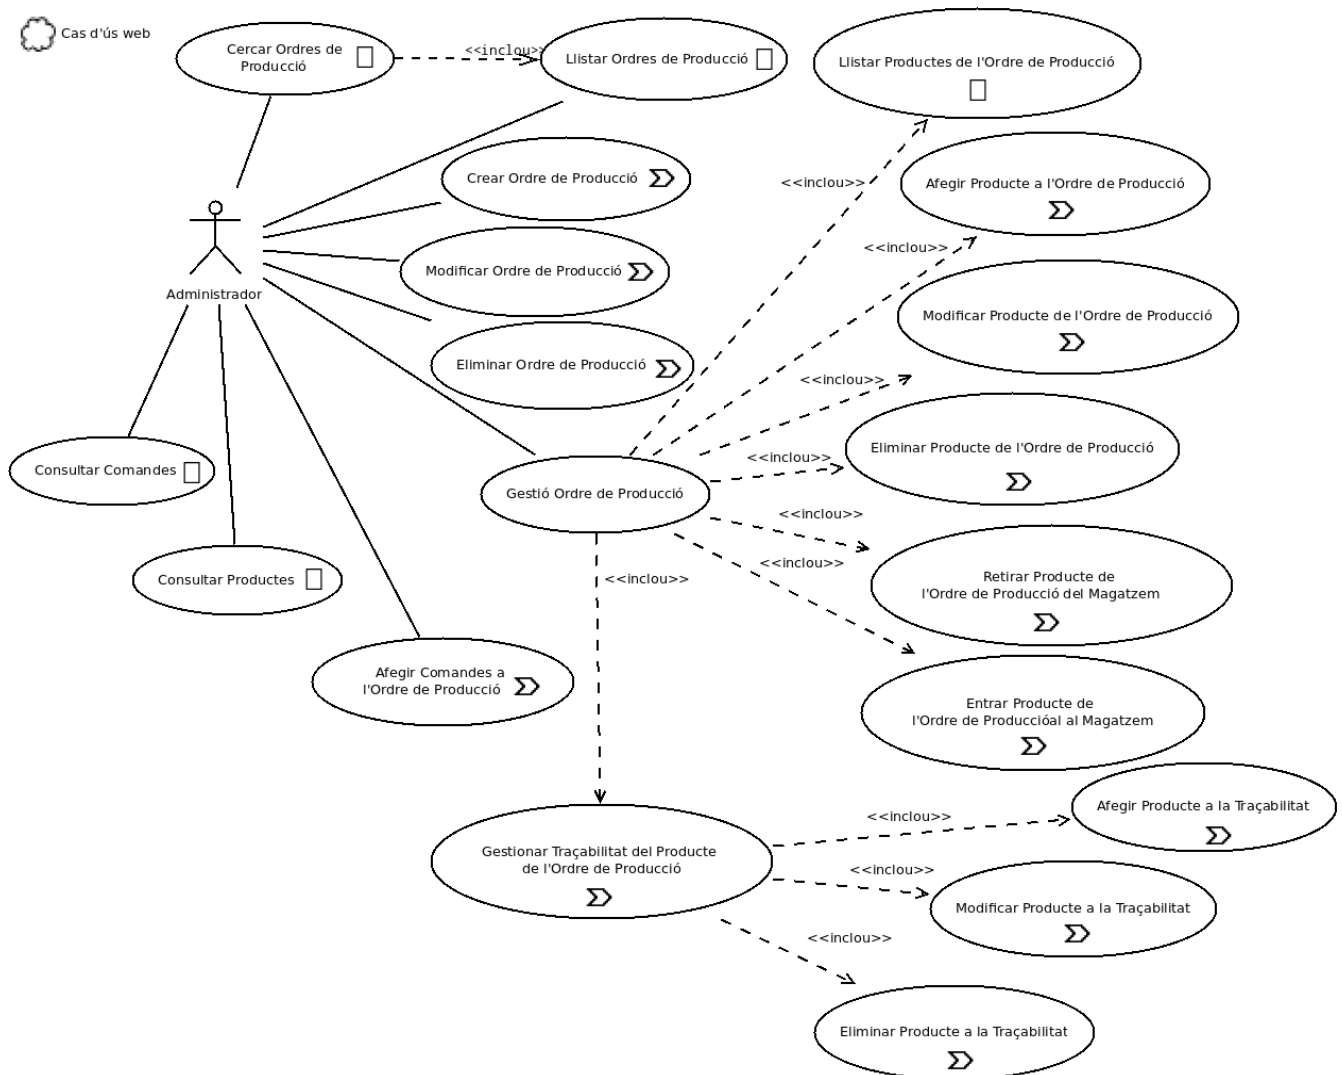 Cas d'ús web
Cercar Ordres de
Producció
<<inclou>>
Llistar Ordres de Producció
Llistar Productes de l'Ordre de Producció
Crear Ordre de Producció
<<inclou>>
Afegir Producte a l'Ordre de Producció
<<inclou>>
Modificar Ordre de Producció
Administrador
Modificar Producte de l'Ordre de Producció
Eliminar Ordre de Producció
<<inclou>>
Eliminar Producte de l'Ordre de Producció
<<inclou>>
Consultar Comandes
Gestió Ordre de Producció
<<inclou>>
<<inclou>>
<<inclou>>
Consultar Productes
Retirar Producte de
l'Ordre de Producció del Magatzem
Afegir Comandes a
l'Ordre de Producció
Entrar Producte de
l'Ordre de Produccióal al Magatzem
Afegir Producte a la Traçabilitat
<<inclou>>
Gestionar Traçabilitat del Producte
de l'Ordre de Producció
<<inclou>>
Modificar Producte a la Traçabilitat
<<inclou>>
Eliminar Producte a la Traçabilitat